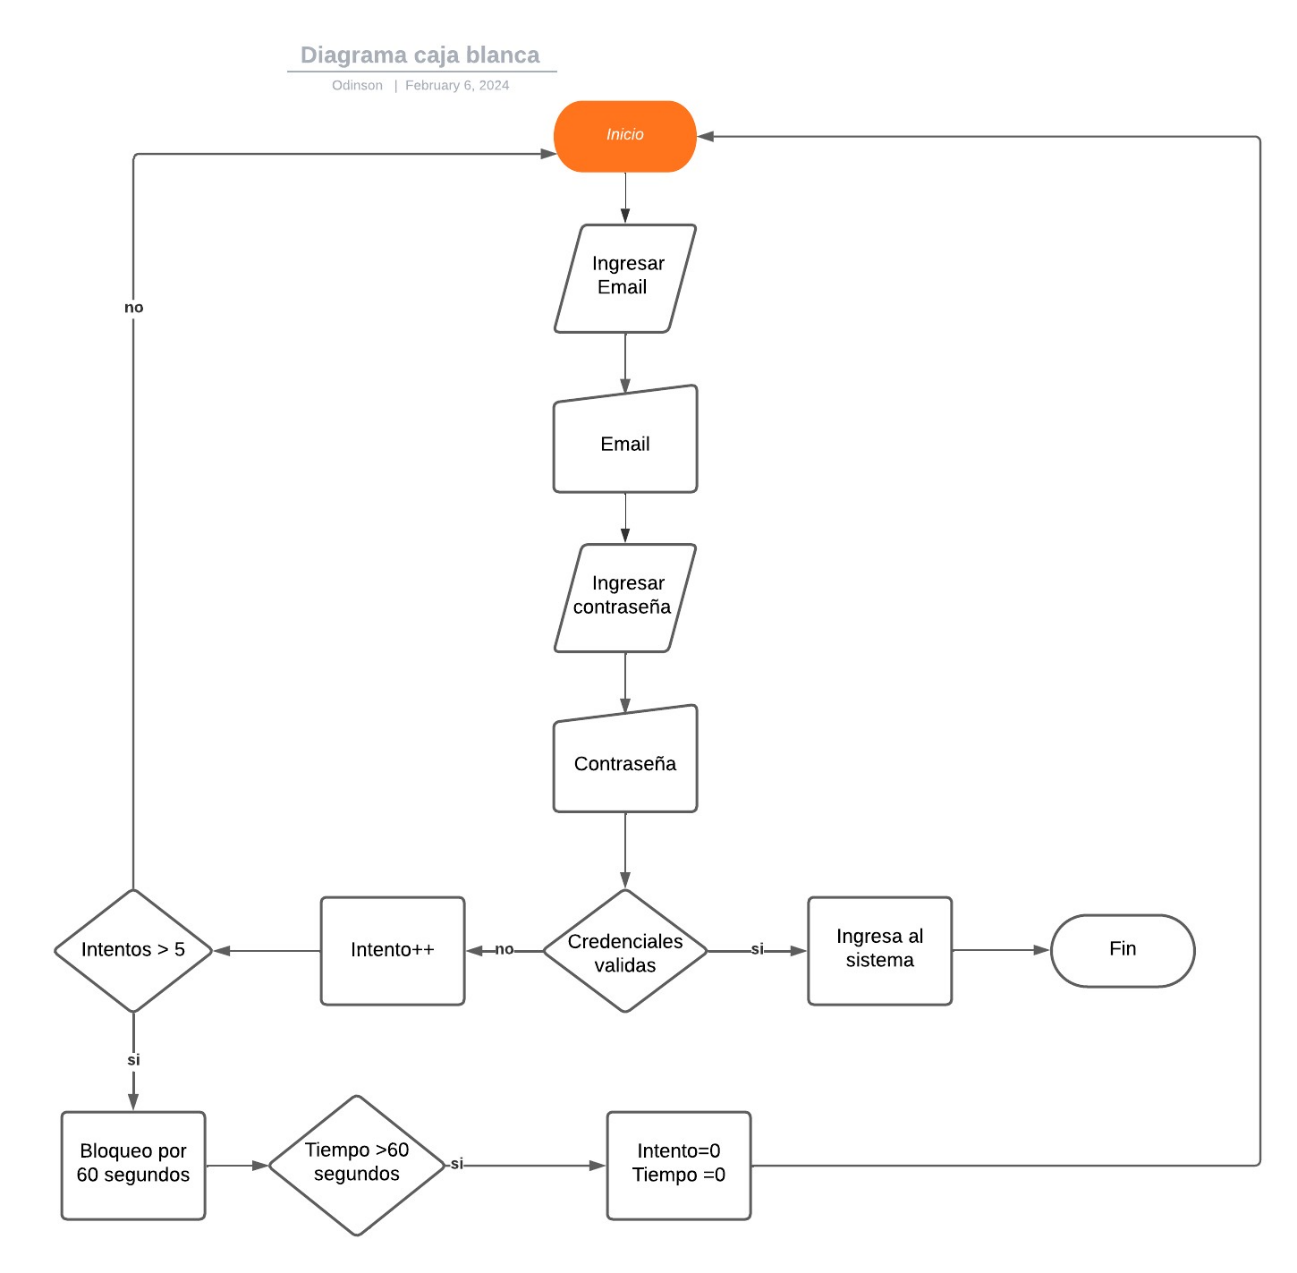 Diagrama caja blanca
Odinson | February 6, 2024
Inicio
Ingresar
Email
no
Email
Ingresar
contraseña
Contraseña
Intentos > 5
Intento++
no
Credenciales
validas
si
Ingresa al
sistema
Fin
si
Bloqueo por
60 segundos
Tiempo >60
segundos
si
Intento=0
Tiempo =0